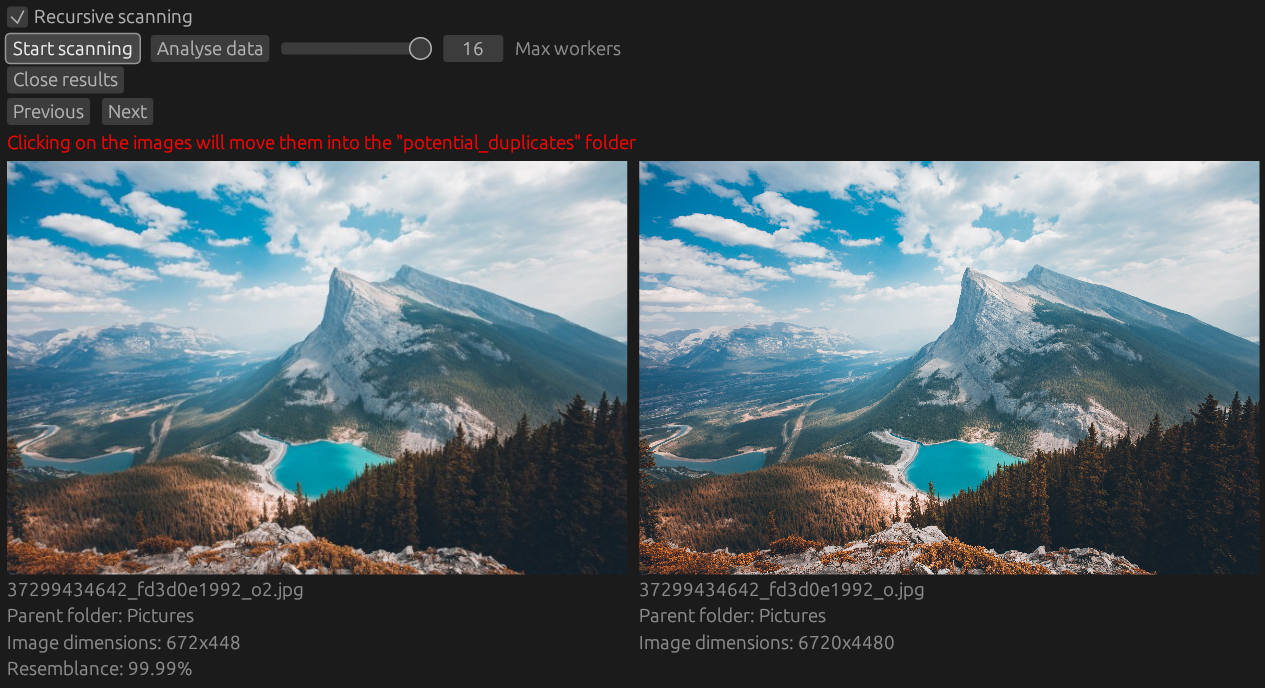 Recursive scanning
Start scanning Analyse data 16 Max workers
Close results
Previous Next
Clicking on the images will move them into the "potential_duplicates" folder
37299434642_fd3d0e1992_o2.jpg
Parent folder: Pictures
Image dimensions: 672x448
Resemblance: 99.99%
37299434642_fd3d0e1992_o.jpg
Parent folder: Pictures
Image dimensions: 6720x4480